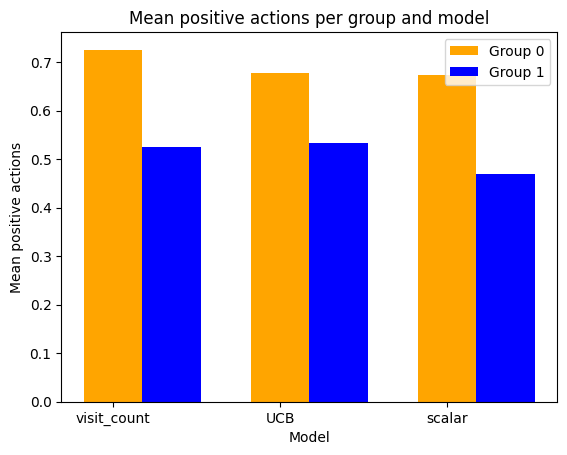 Mean positive actions per group and model
Group 0
Group 1
Mean positive actions
0.7
0.6
0.5
0.4
0.3
0.2
0.1
0.0
visit_count
UCB
scalar
Model